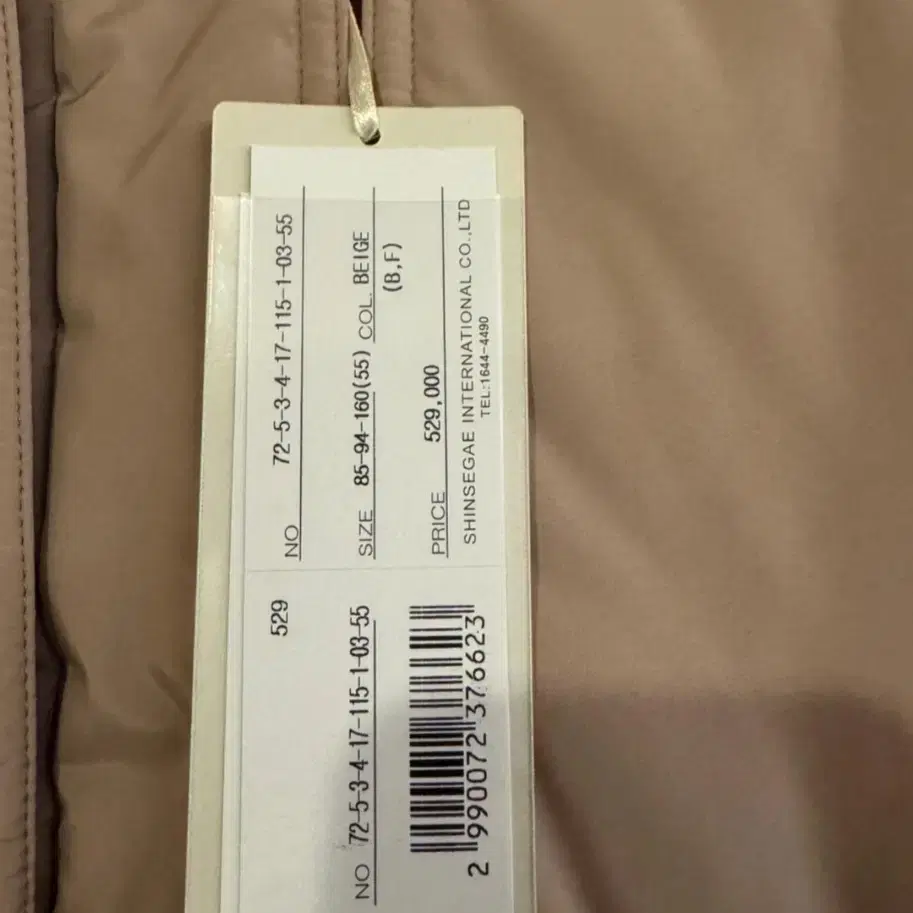 NO 72-5-3-4-17-115-1-03-55
SIZE 85-94-160(55) COL. BEIGE
(B,F)
PRICE 529,000
SHINSEGAE INTERNATIONAL CO.,LTD
TEL:1644-4490
529
NO 72-5-3-4-17-115-1-03-55
2 990072 376623